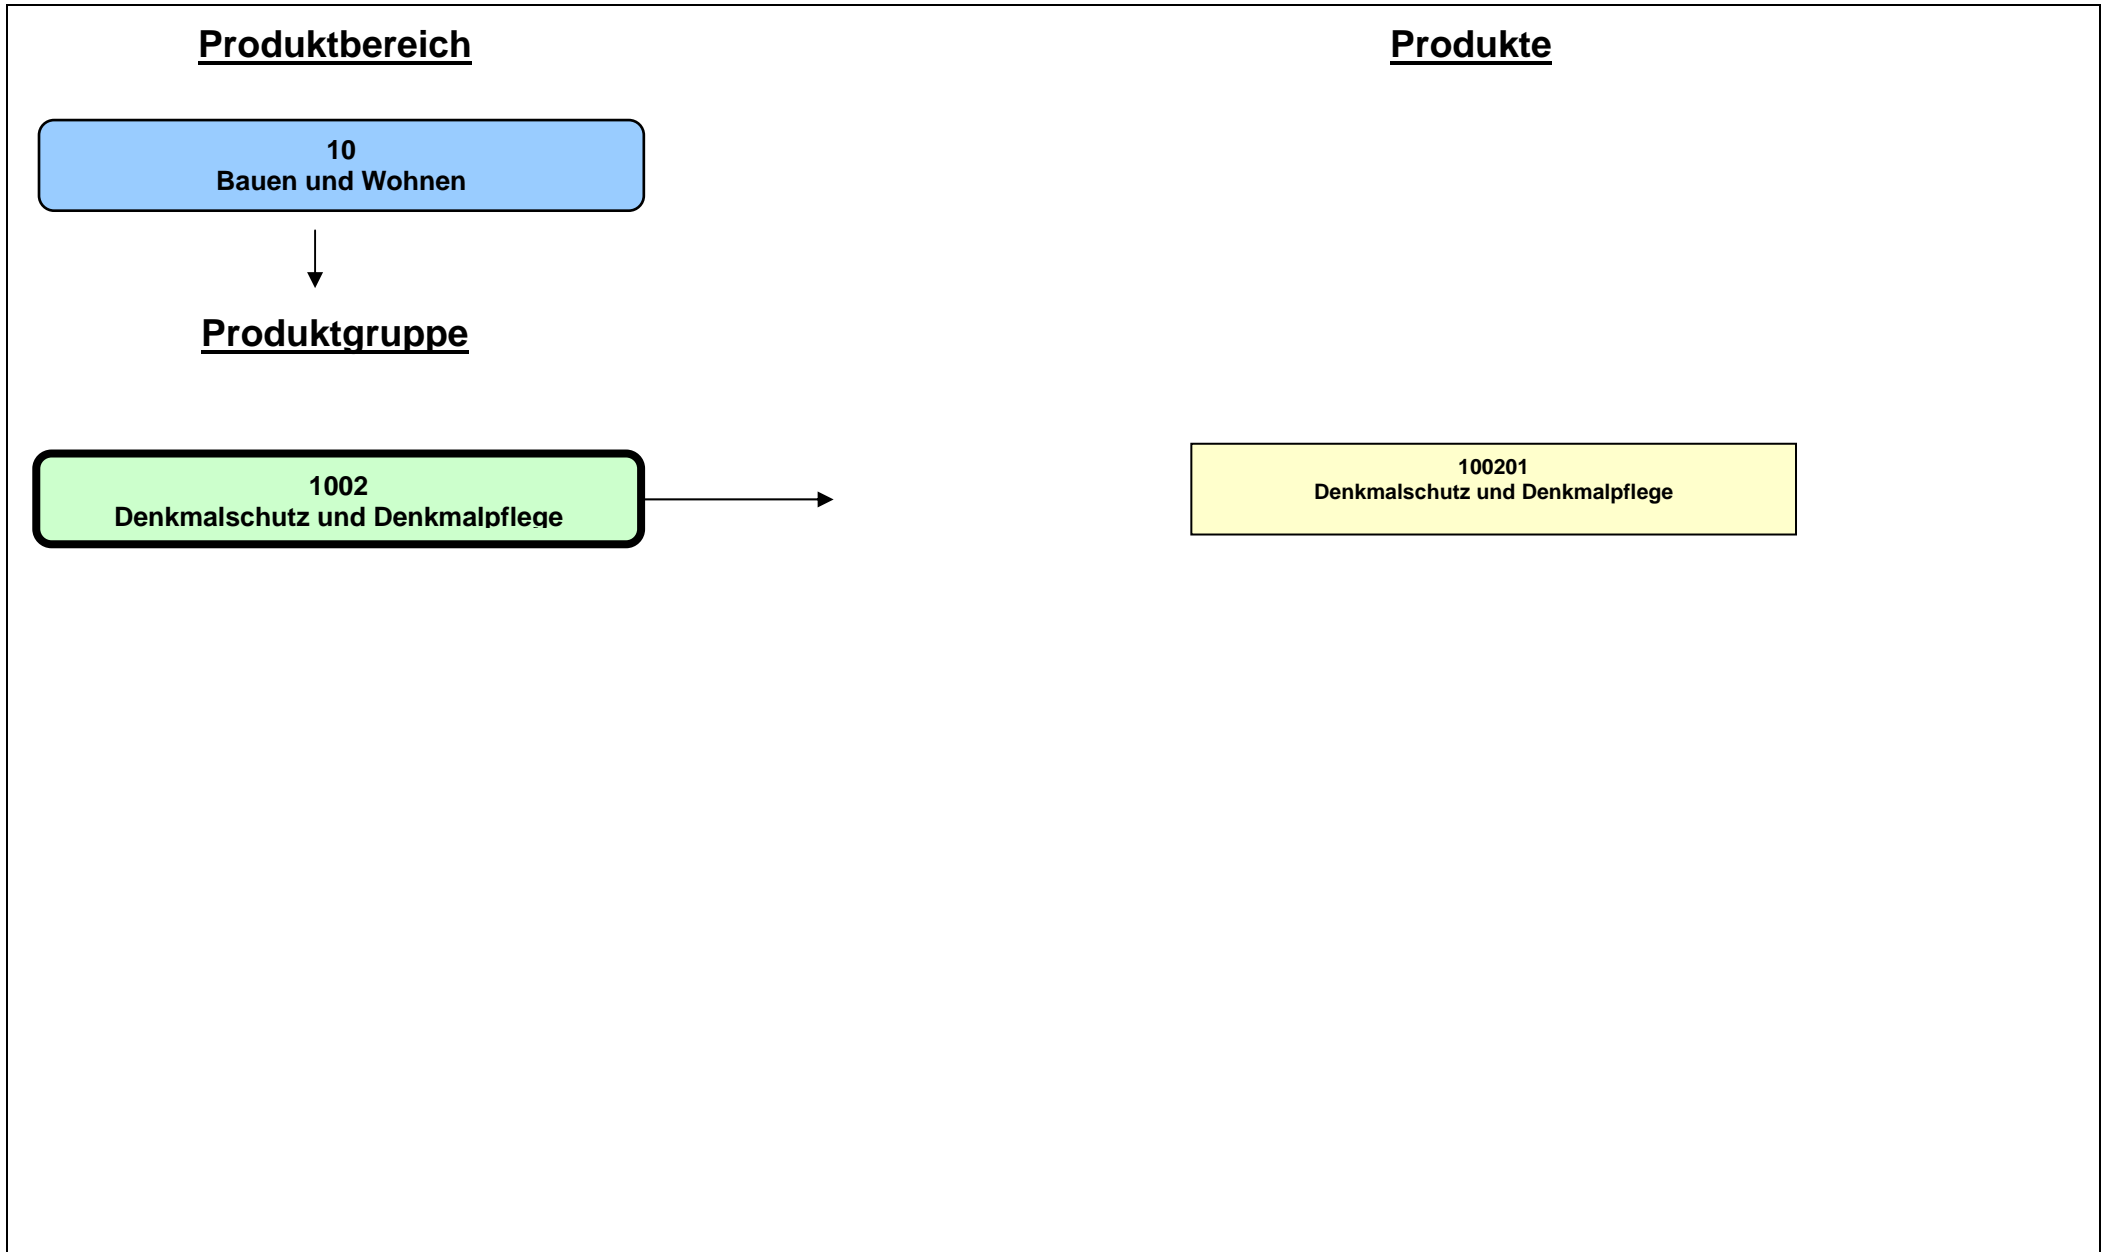 Produktbereich
Produkte
10
Bauen und Wohnen
Produktgruppe
1002
Denkmalschutz und Denkmalpflege
100201
Denkmalschutz und Denkmalpflege